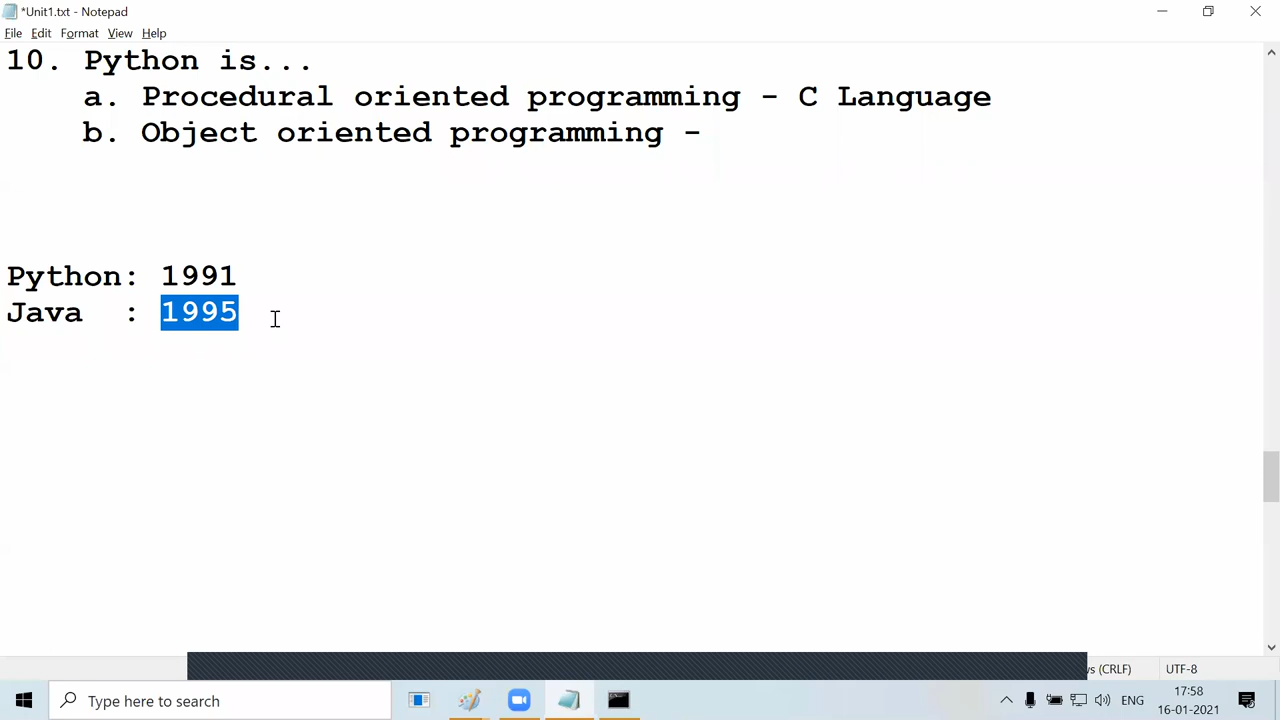 *Unit1.txt - Notepad
File Edit Format View Help
10. Python is...
a. Procedural oriented programming - C Language
b. Object oriented programming -
Python: 1991
Java : 1995
(CRLF) UTF-8
Type here to search
ENG
17:58
16-01-2021